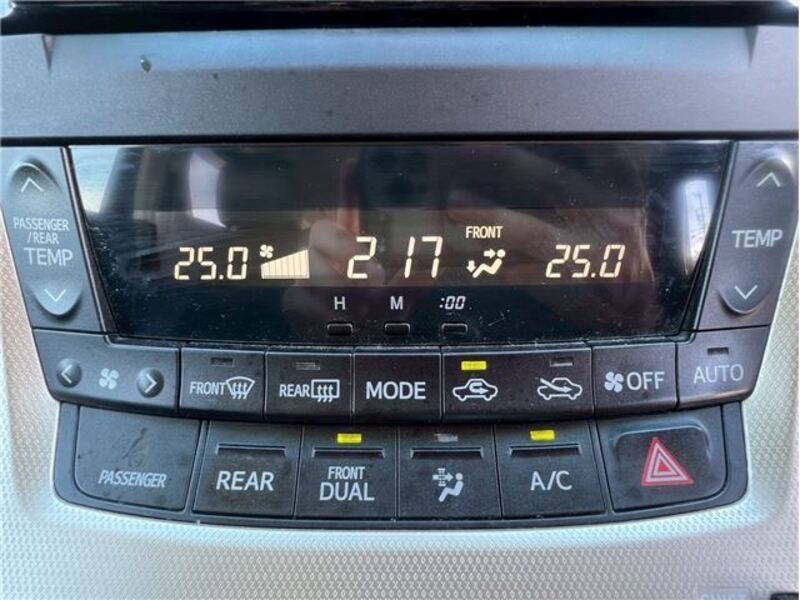 PASSENGER
/REAR
TEMP
25.0
2 17
FRONT
25.0
TEMP
H M :00
FRONT
REAR
MODE
OFF
AUTO
PASSENGER
REAR
FRONT
DUAL
A/C